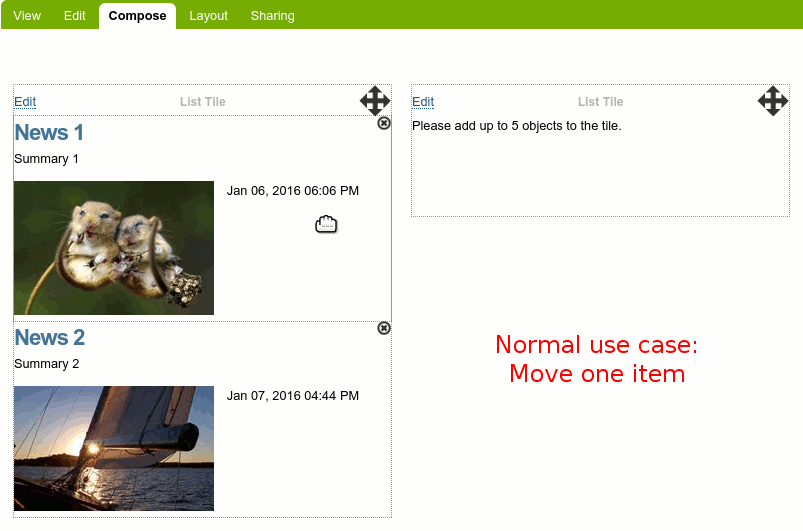 View Edit Compose Layout Sharing
Edit List Tile
News 1
Summary 1
Jan 06, 2016 06:06 PM
News 2
Summary 2
Jan 07, 2016 04:44 PM
Edit List Tile
Please add up to 5 objects to the tile.
Normal use case:
Move one item